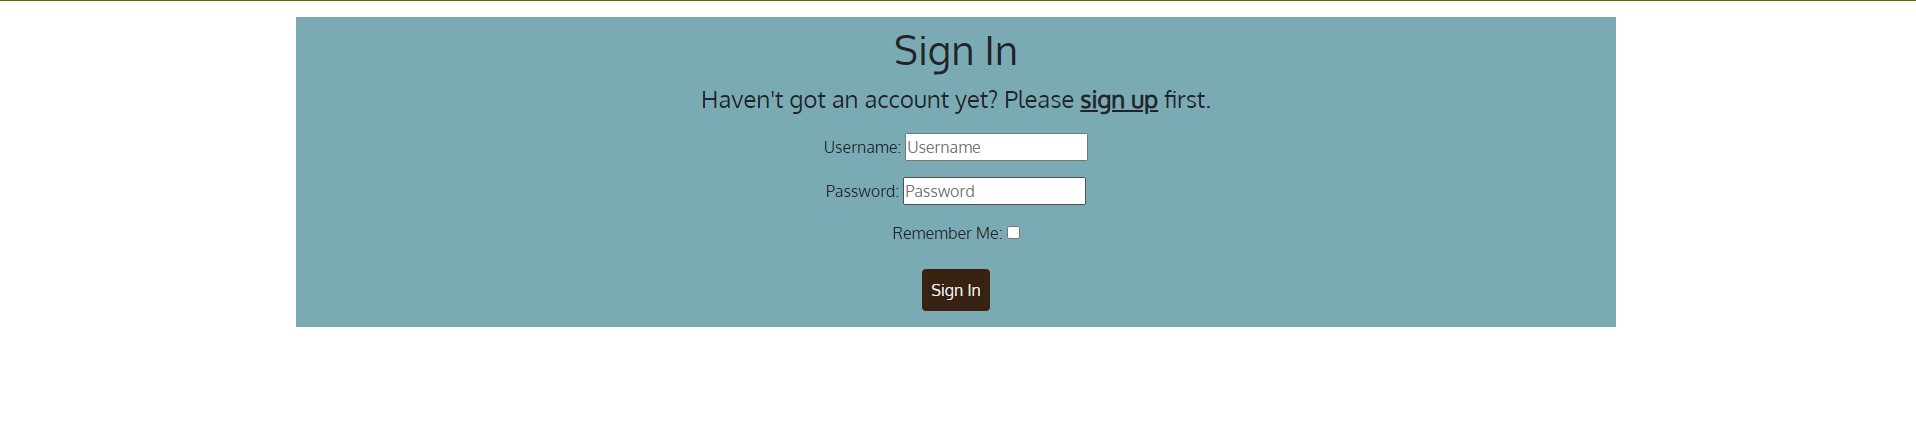 Sign In
Haven't got an account yet? Please sign up first.
Username: Username
Password: Password
Remember Me:
Sign In